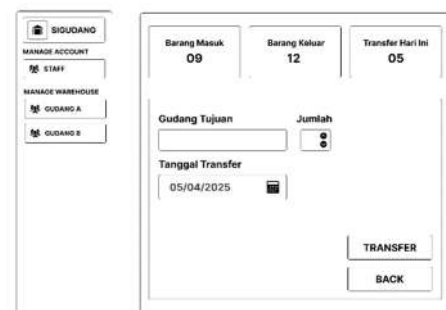 SIGUDANG
MANAGE ACCOUNT
STAFF
MANAGE WAREHOUSE
GUDANG A
GUDANG B
Barang Masuk
09
Barang Keluar
12
Transfer Hari Ini
05
Gudang Tujuan
Jumlah
Tanggal Transfer
05/04/2025
TRANSFER
BACK